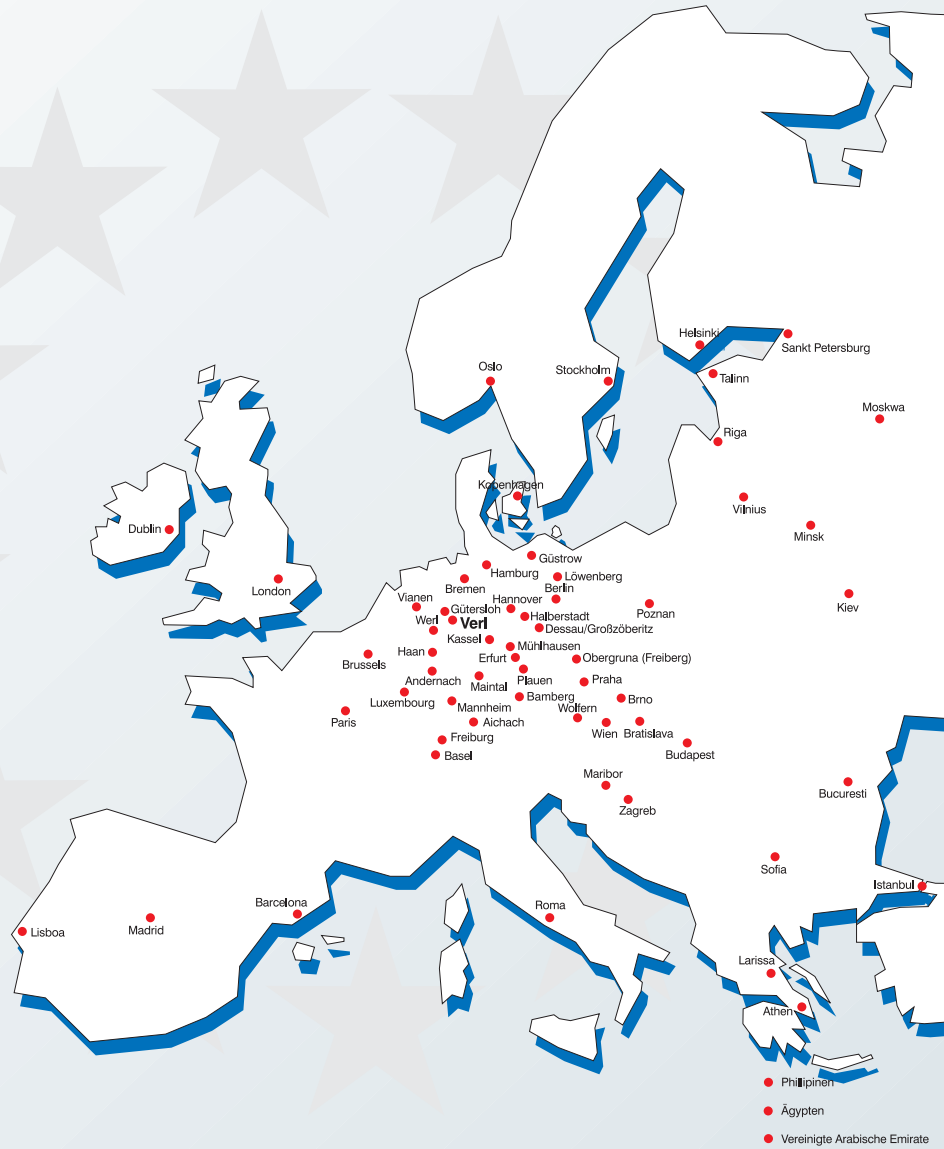 Helsinki
Sankt Petersburg
Oslo
Stockholm
Talinn
Moskwa
Riga
Kopenhagen
Vilnius
Dublin
Minsk
Güstrow
Hamburg
Löwenberg
London
Bremen
Berlin
Kiev
Vianen
Hannover
Gütersloh
Halberstadt
Poznan
Werl
Verl
Dessau/Großzöberitz
Kassel
Mühlhausen
Haan
Erfurt
Obergruna (Freiberg)
Brussels
Andernach
Maintal
Plauen
Praha
Luxembourg
Bamberg
Brno
Mannheim
Wolfern
Paris
Aichach
Wien
Bratislava
Freiburg
Budapest
Basel
Maribor
Bucuresti
Zagreb
Sofia
Istanbul
Barcelona
Roma
Lisboa
Madrid
Larissa
Athen
Philipinen
Ägypten
Vereinigte Arabische Emirate